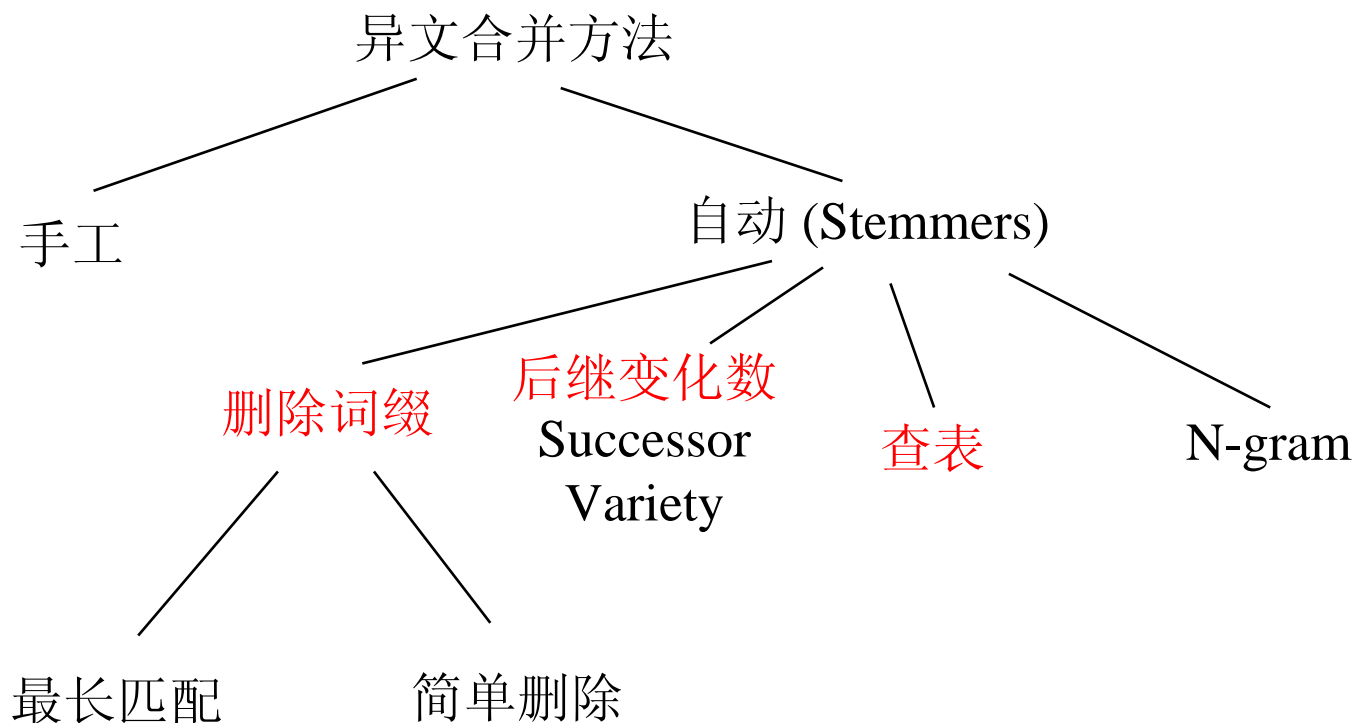 异文合并方法
手工
自动 (Stemmers)
删除词缀
后继变化数
Successor
Variety
查表
N-gram
最长匹配
简单删除